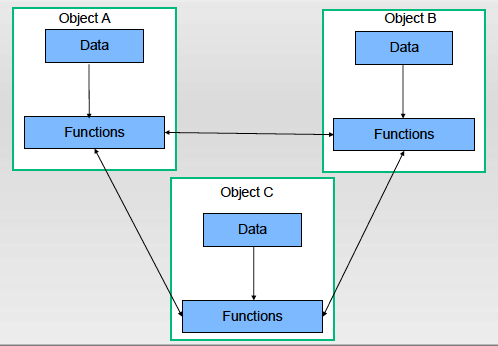 Object A
Data
Functions
Object B
Data
Functions
Object C
Data
Functions